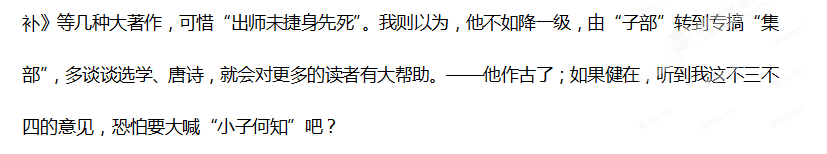 补》等几种大著作，可惜“出师未捷身先死”。我则以为，他不如降一级，由“子部”转到专搞“集
部”，多谈谈选学、唐诗，就会对更多的读者有大帮助。——他作古了；如果健在，听到我这不三不
四的意见，恐怕要大喊“小子何知”吧？